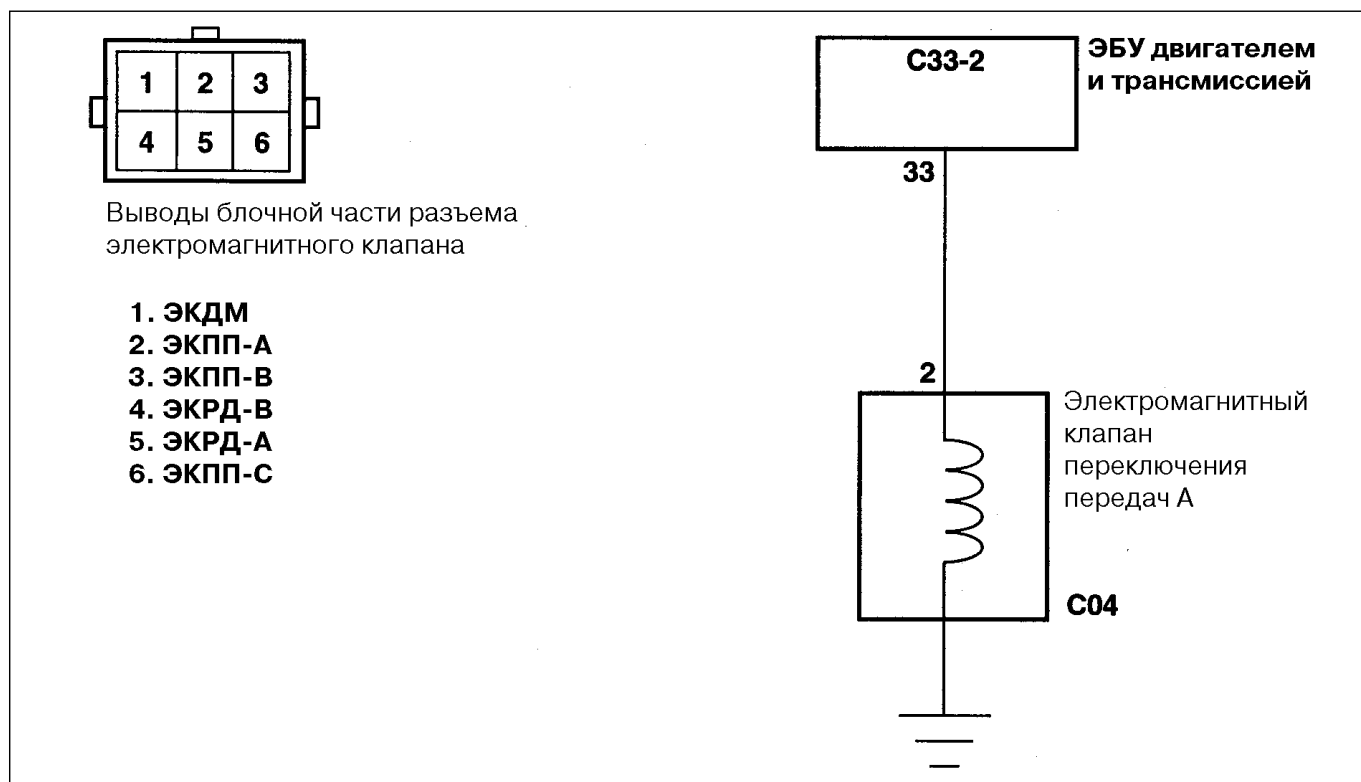 1 2 3
4 5 6
Выводы блочной части разъема
электромагнитного клапана
1. ЭКДМ
2. ЭКПП-А
3. ЭКПП-В
4. ЭКРД-В
5. ЭКРД-А
6. ЭКПП-С
С33-2
ЭБУ двигателем
и трансмиссией
33
2
Электромагнитный
клапан
переключения
передач А
С04